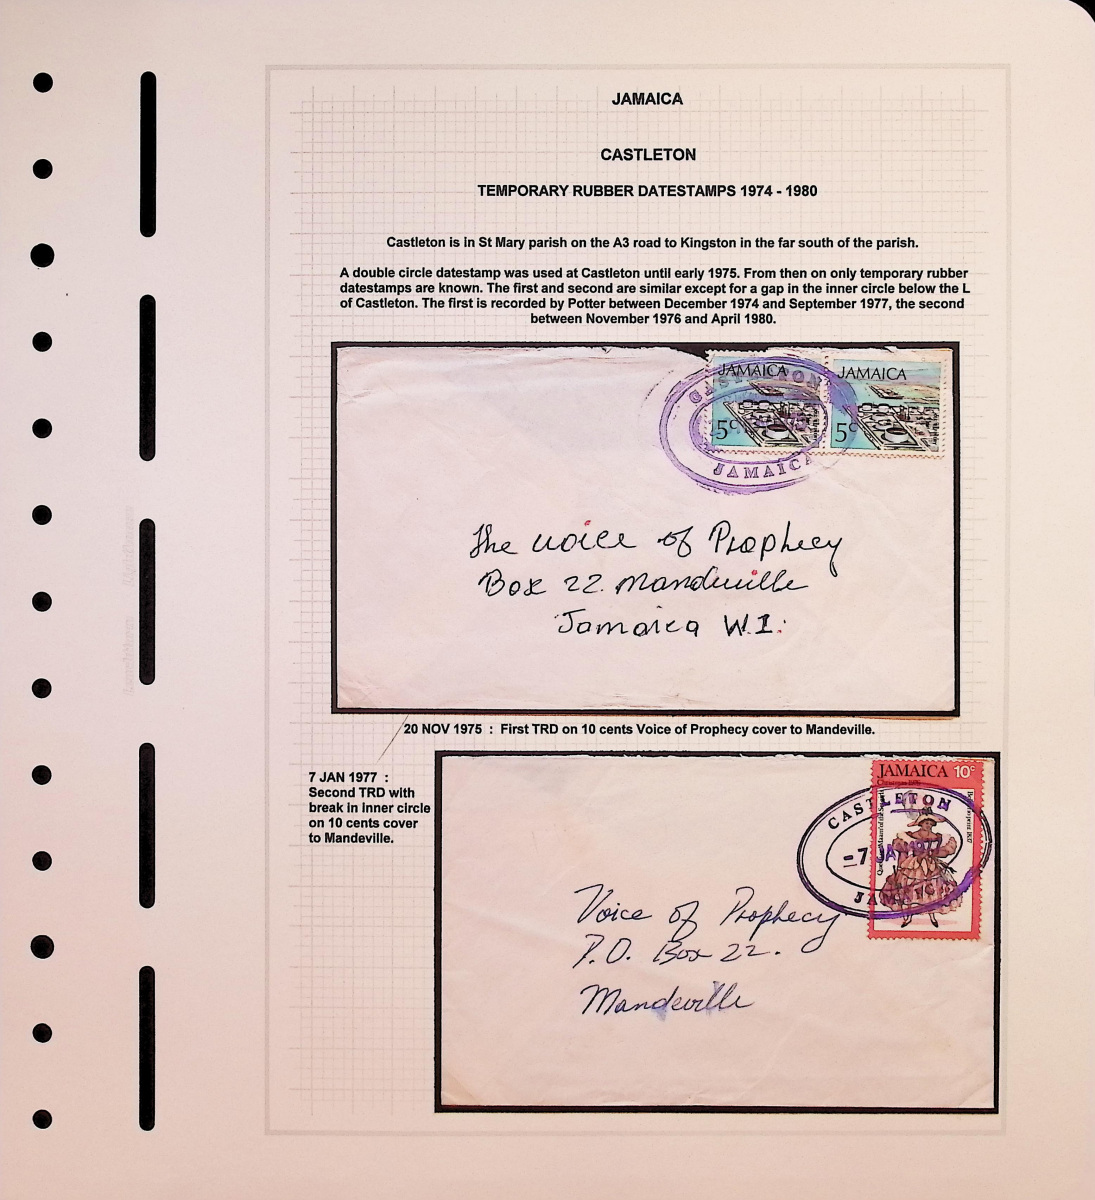 JAMAICA
CASTLETON
TEMPORARY RUBBER DATESTAMPS 1974 - 1980
Castleton is in St Mary parish on the A3 road to Kingston in the far south of the parish.
A double circle datestamp was used at Castleton until early 1975. From then on only temporary rubber
datestamps are known. The first and second are similar except for a gap in the inner circle below the L
of Castleton. The first is recorded by Potter between December 1974 and September 1977, the second
between November 1976 and April 1980.
JAMAICA
JAMAICA
CASTLETON
5c
5c
JAMAICA
The voice of Prophecy
Box 22 Mandeville
Jamaica W.I.
20 NOV 1975 : First TRD on 10 cents Voice of Prophecy cover to Mandeville.
7 JAN 1977 :
Second TRD with
break in inner circle
on 10 cents cover
to Mandeville.
JAMAICA 10c
Christmas 1976
CASTLETON
-7 JAN 1977
JAMAICA
Voice of Prophecy
P.O. Box 22.
Mandeville